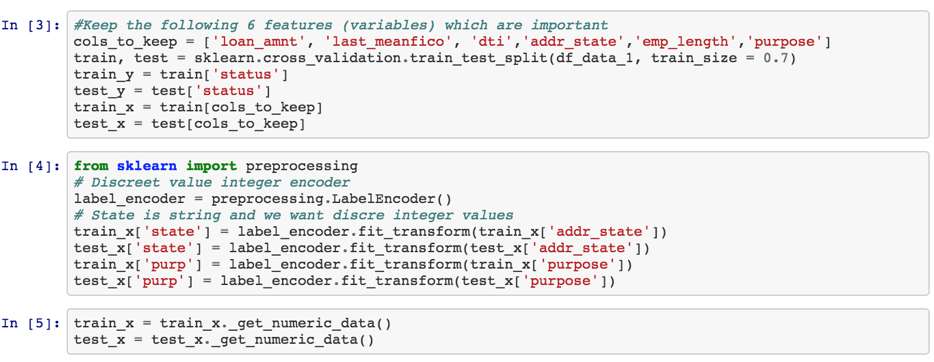 In [3]: #Keep the following 6 features (variables) which are important
cols_to_keep = ['loan_amnt', 'last_meanfico', 'dti','addr_state','emp_length','purpose']
train, test = sklearn.cross_validation.train_test_split(df_data_1, train_size = 0.7)
train_y = train['status']
test_y = test['status']
train_x = train[cols_to_keep]
test_x = test[cols_to_keep]
In [4]: from sklearn import preprocessing
# Discreet value integer encoder
label_encoder = preprocessing.LabelEncoder()
# State is string and we want discre integer values
train_x['state'] = label_encoder.fit_transform(train_x['addr_state'])
test_x['state'] = label_encoder.fit_transform(test_x['addr_state'])
train_x['purp'] = label_encoder.fit_transform(train_x['purpose'])
test_x['purp'] = label_encoder.fit_transform(test_x['purpose'])
In [5]: train_x = train_x._get_numeric_data()
test_x = test_x._get_numeric_data()